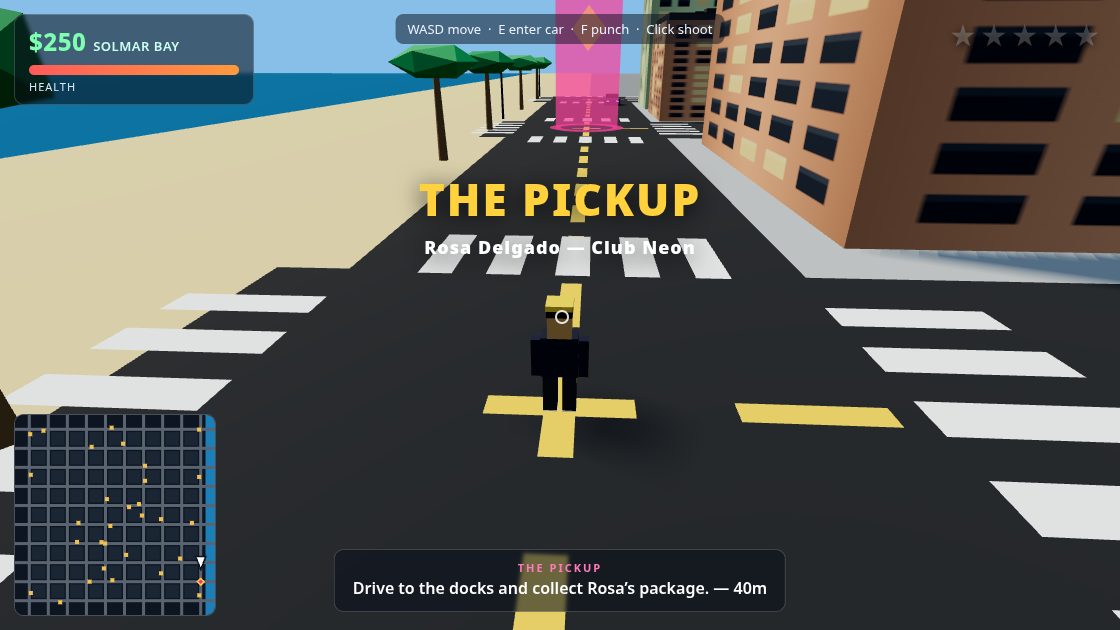 $250 SOLMAR BAY
HEALTH
WASD move · E enter car · F punch · Click shoot
THE PICKUP
Rosa Delgado — Club Neon
THE PICKUP
Drive to the docks and collect Rosa’s package. — 40m